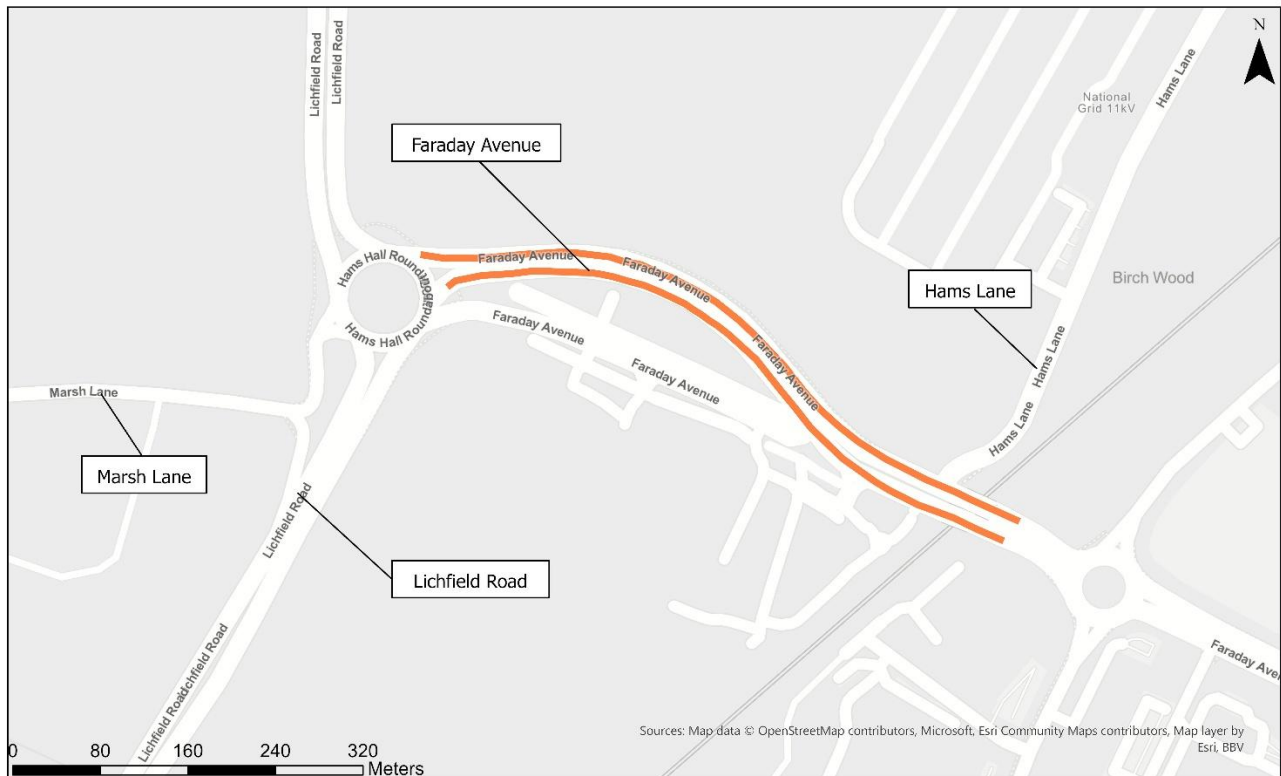 Lichfield Road
Lichfield Road
N
Hams Lane
National
Grid 11kV
Faraday Avenue
Hams Hall Roundabout
Faraday Avenue
Faraday Avenue
Birch Wood
Hams Lane
Faraday Avenue
Hams Hall Roundabout
Faraday Avenue
Faraday Avenue
Hams Lane
Marsh Lane
Hams Lane
Marsh Lane
Lichfield Road
Lichfield Road
Faraday
Lichfield Road
Lichfield Road
Sources: Map data © OpenStreetMap contributors, Microsoft, Esri Community Maps contributors, Map layer by
Esri, BBV
0 80 160 240 320
Meters